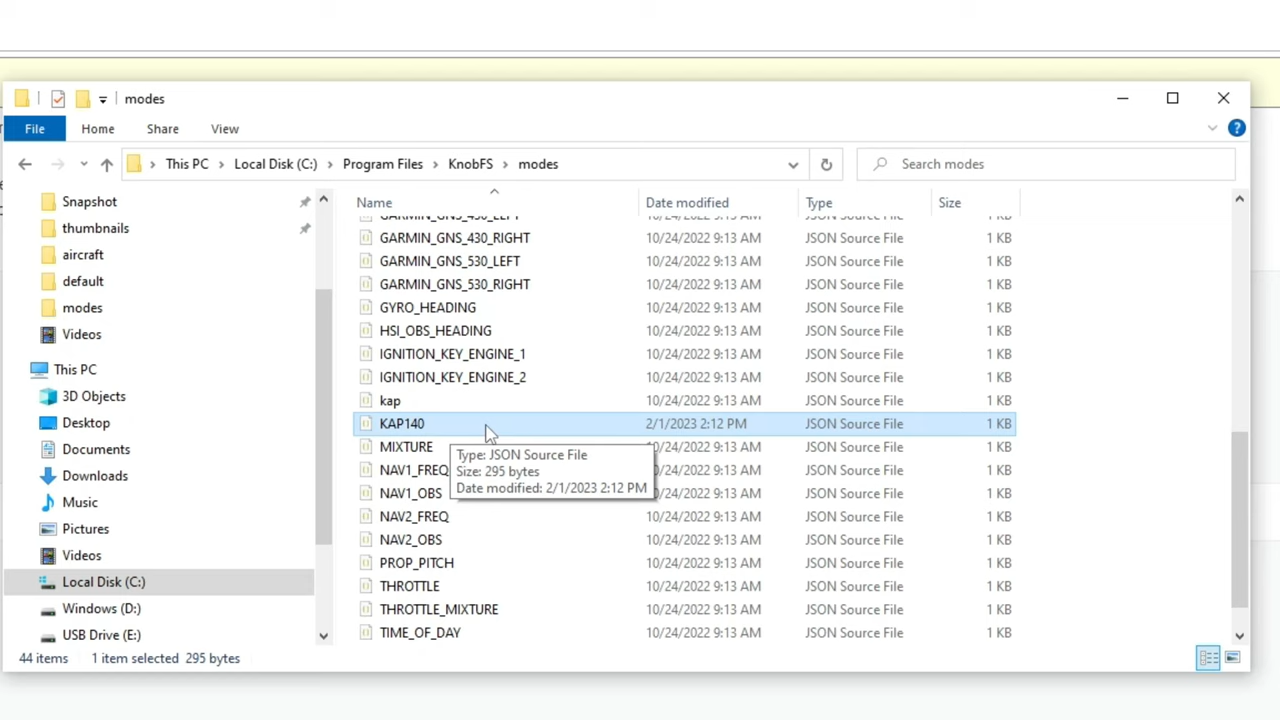 modes
File Home Share View
This PC Local Disk (C:) Program Files KnobFS modes Search modes
Snapshot
thumbnails
aircraft
default
modes
Videos
This PC
3D Objects
Desktop
Documents
Downloads
Music
Pictures
Videos
Local Disk (C:)
Windows (D:)
USB Drive (E:)
Name Date modified Type Size
GARMIN_GNS_430_LEFT 10/24/2022 9:13 AM JSON Source File 1 KB
GARMIN_GNS_430_RIGHT 10/24/2022 9:13 AM JSON Source File 1 KB
GARMIN_GNS_530_LEFT 10/24/2022 9:13 AM JSON Source File 1 KB
GARMIN_GNS_530_RIGHT 10/24/2022 9:13 AM JSON Source File 1 KB
GYRO_HEADING 10/24/2022 9:13 AM JSON Source File 1 KB
HSI_OBS_HEADING 10/24/2022 9:13 AM JSON Source File 1 KB
IGNITION_KEY_ENGINE_1 10/24/2022 9:13 AM JSON Source File 1 KB
IGNITION_KEY_ENGINE_2 10/24/2022 9:13 AM JSON Source File 1 KB
kap 10/24/2022 9:13 AM JSON Source File 1 KB
KAP140 2/1/2023 2:12 PM JSON Source File 1 KB
MIXTURE 10/24/2022 9:13 AM JSON Source File 1 KB
Type: JSON Source File
Size: 295 bytes
Date modified: 2/1/2023 2:12 PM
NAV1_FREQ 10/24/2022 9:13 AM JSON Source File 1 KB
NAV1_OBS 10/24/2022 9:13 AM JSON Source File 1 KB
NAV2_FREQ 10/24/2022 9:13 AM JSON Source File 1 KB
NAV2_OBS 10/24/2022 9:13 AM JSON Source File 1 KB
PROP_PITCH 10/24/2022 9:13 AM JSON Source File 1 KB
THROTTLE 10/24/2022 9:13 AM JSON Source File 1 KB
THROTTLE_MIXTURE 10/24/2022 9:13 AM JSON Source File 1 KB
TIME_OF_DAY 10/24/2022 9:13 AM JSON Source File 1 KB
44 items 1 item selected 295 bytes